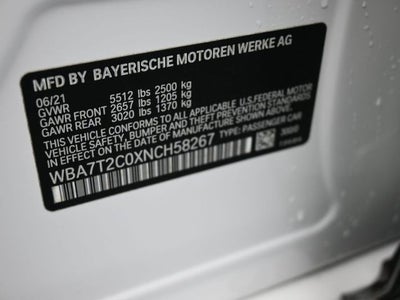 MFD BY BAYERISCHE MOTOREN WERKE AG
06/21
GVWR 5512 lbs 2500 kg
GAWR FRONT 2657 lbs 1205 kg
GAWR REAR 3020 lbs 1370 kg
THIS VEHICLE CONFORMS TO ALL APPLICABLE U.S. FEDERAL MOTOR
VEHICLE SAFETY, BUMPER AND THEFT PREVENTION STANDARDS IN
EFFECT ON THE DATE OF MANUFACTURE SHOWN ABOVE.
WBA7T2C0XNCH58267 TYPE: PASSENGER CAR